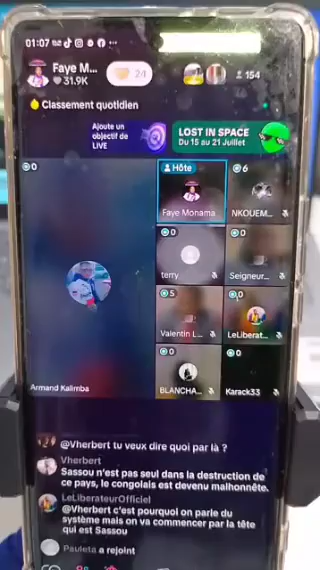 01:07
Faye M...
31.9K
154
Classement quotidien
Ajoute un
objectif de
LIVE
LOST IN SPACE
Du 15 au 21 Juillet
0
Hôte
Faye Monama
6
NKOUEM...
0
terry
0
Seigneur...
5
Valentin L...
0
LeLiberat...
0
BLANCHA...
0
Karack33
Armand Kalimba
@Vherbert tu veux dire quoi par là ?
Vherbert
Sassou n'est pas seul dans la destruction de
ce pays, le congolais est devenu malhonnête.
LeLiberateurOfficiel
@Vherbert c'est pourquoi on parle du
système mais on va commencer par la tête
qui est Sassou
Pauleta a rejoint